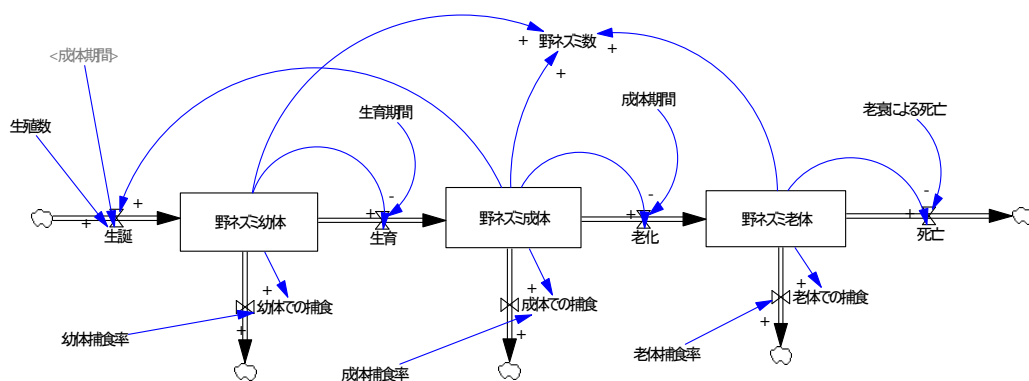 野ネズミ数
+
+
+
<成体期間>
生殖数
生育期間
成体期間
老衰による死亡
+
+
野ネズミ幼体
-
+
生育
野ネズミ成体
-
+
老化
野ネズミ老体
-
+
死亡
生誕
+
幼体での捕食
+
幼体捕食率
+
成体での捕食
+
成体捕食率
+
老体での捕食
+
老体捕食率